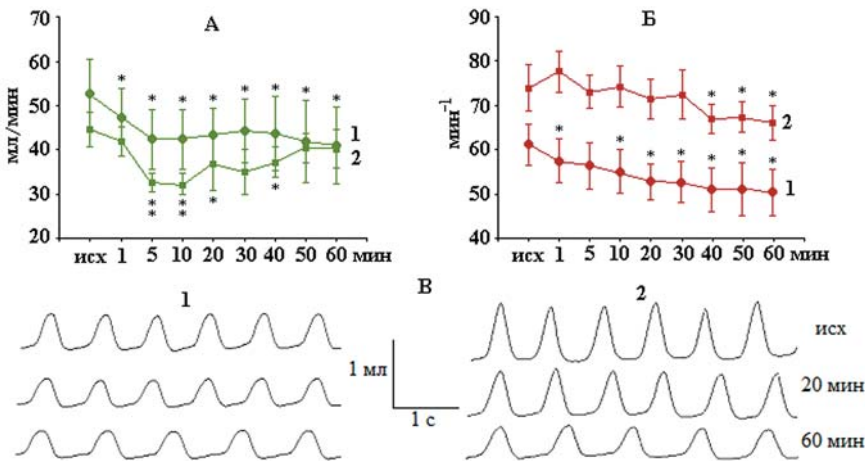 А
мл/мин
70
60
50
40
30
20
* * * * * * * *
1
2
* * * *
* *
исх 1 5 10 20 30 40 50 60 мин
Б
мин⁻¹
90
80
70
60
50
40
* * *
2
* * * * * * *
1
исх 1 5 10 20 30 40 50 60 мин
В
1
2
1 мл
1 с
исх
20 мин
60 мин